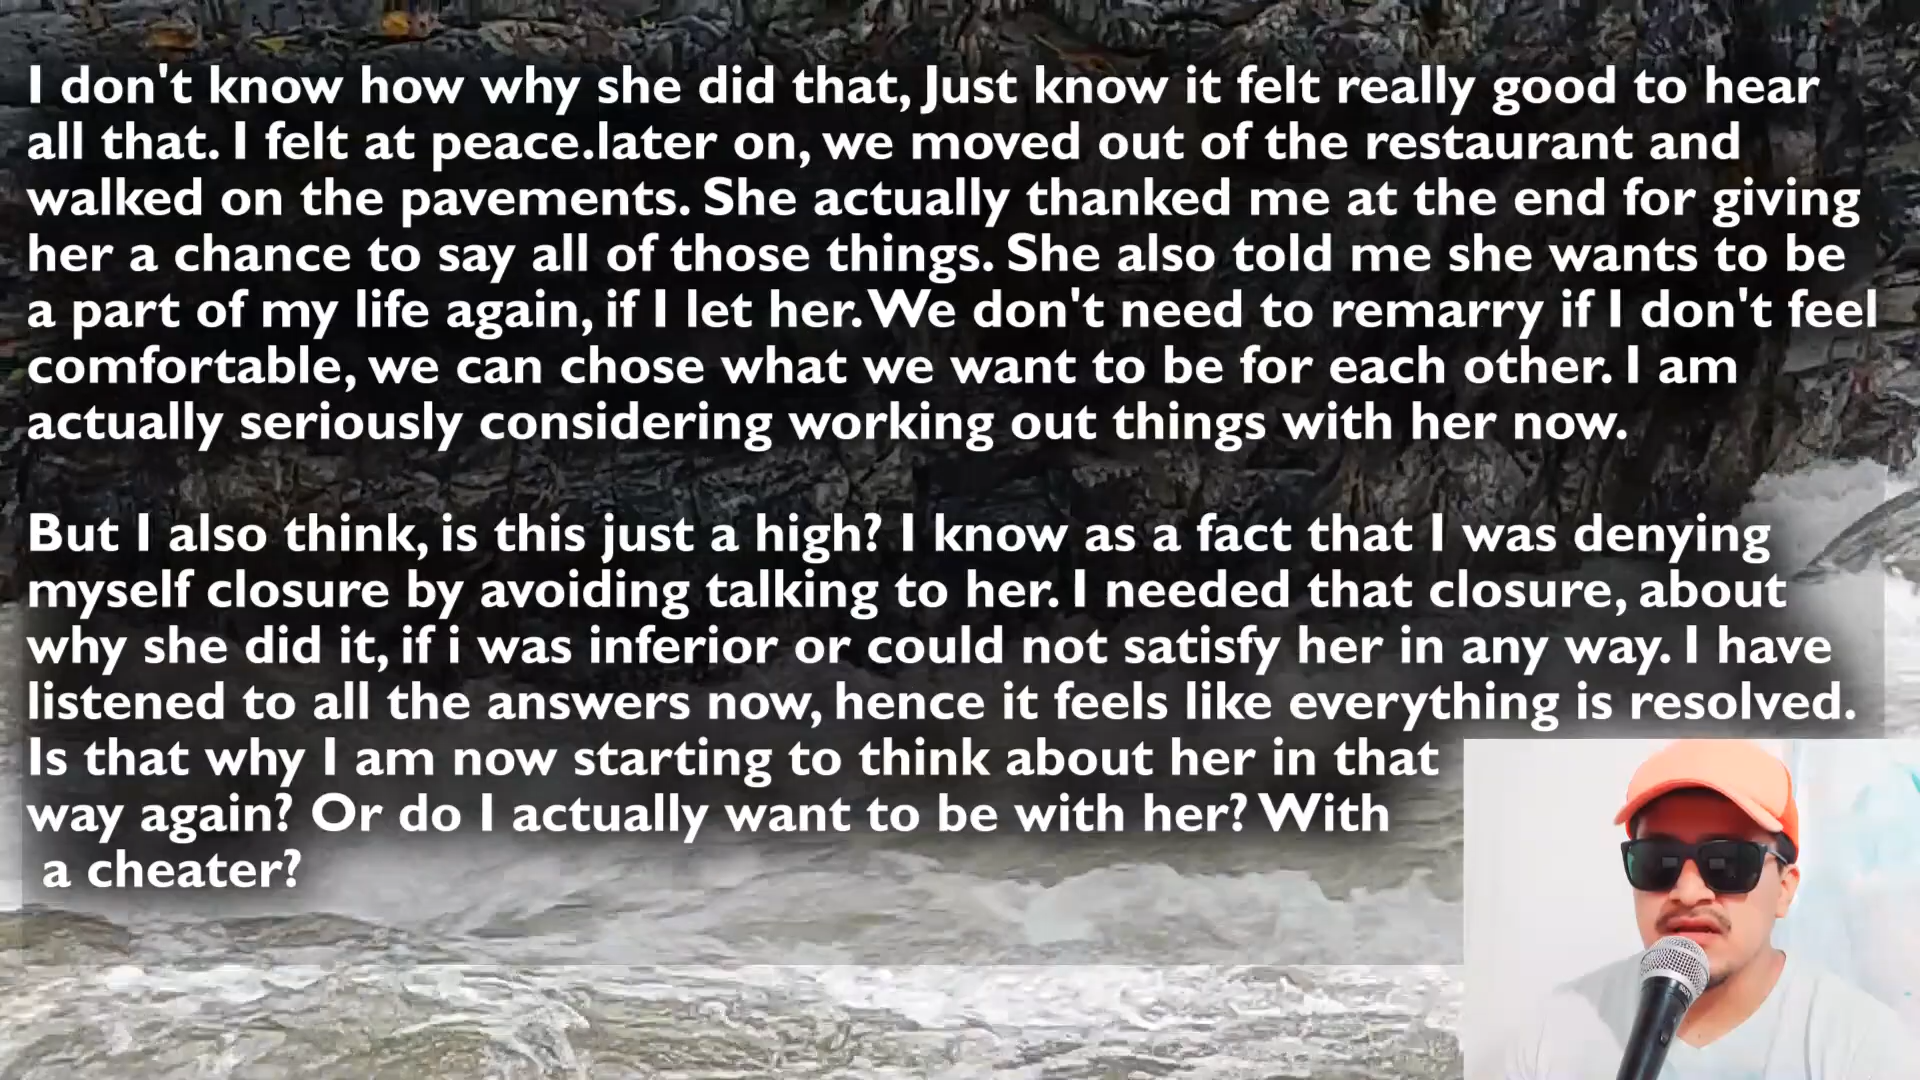 I don't know how why she did that, Just know it felt really good to hear
all that. I felt at peace.later on, we moved out of the restaurant and
walked on the pavements. She actually thanked me at the end for giving
her a chance to say all of those things. She also told me she wants to be
a part of my life again, if I let her. We don't need to remarry if I don't feel
comfortable, we can chose what we want to be for each other. I am
actually seriously considering working out things with her now.
But I also think, is this just a high? I know as a fact that I was denying
myself closure by avoiding talking to her. I needed that closure, about
why she did it, if i was inferior or could not satisfy her in any way. I have
listened to all the answers now, hence it feels like everything is resolved.
Is that why I am now starting to think about her in that
way again? Or do I actually want to be with her? With
a cheater?